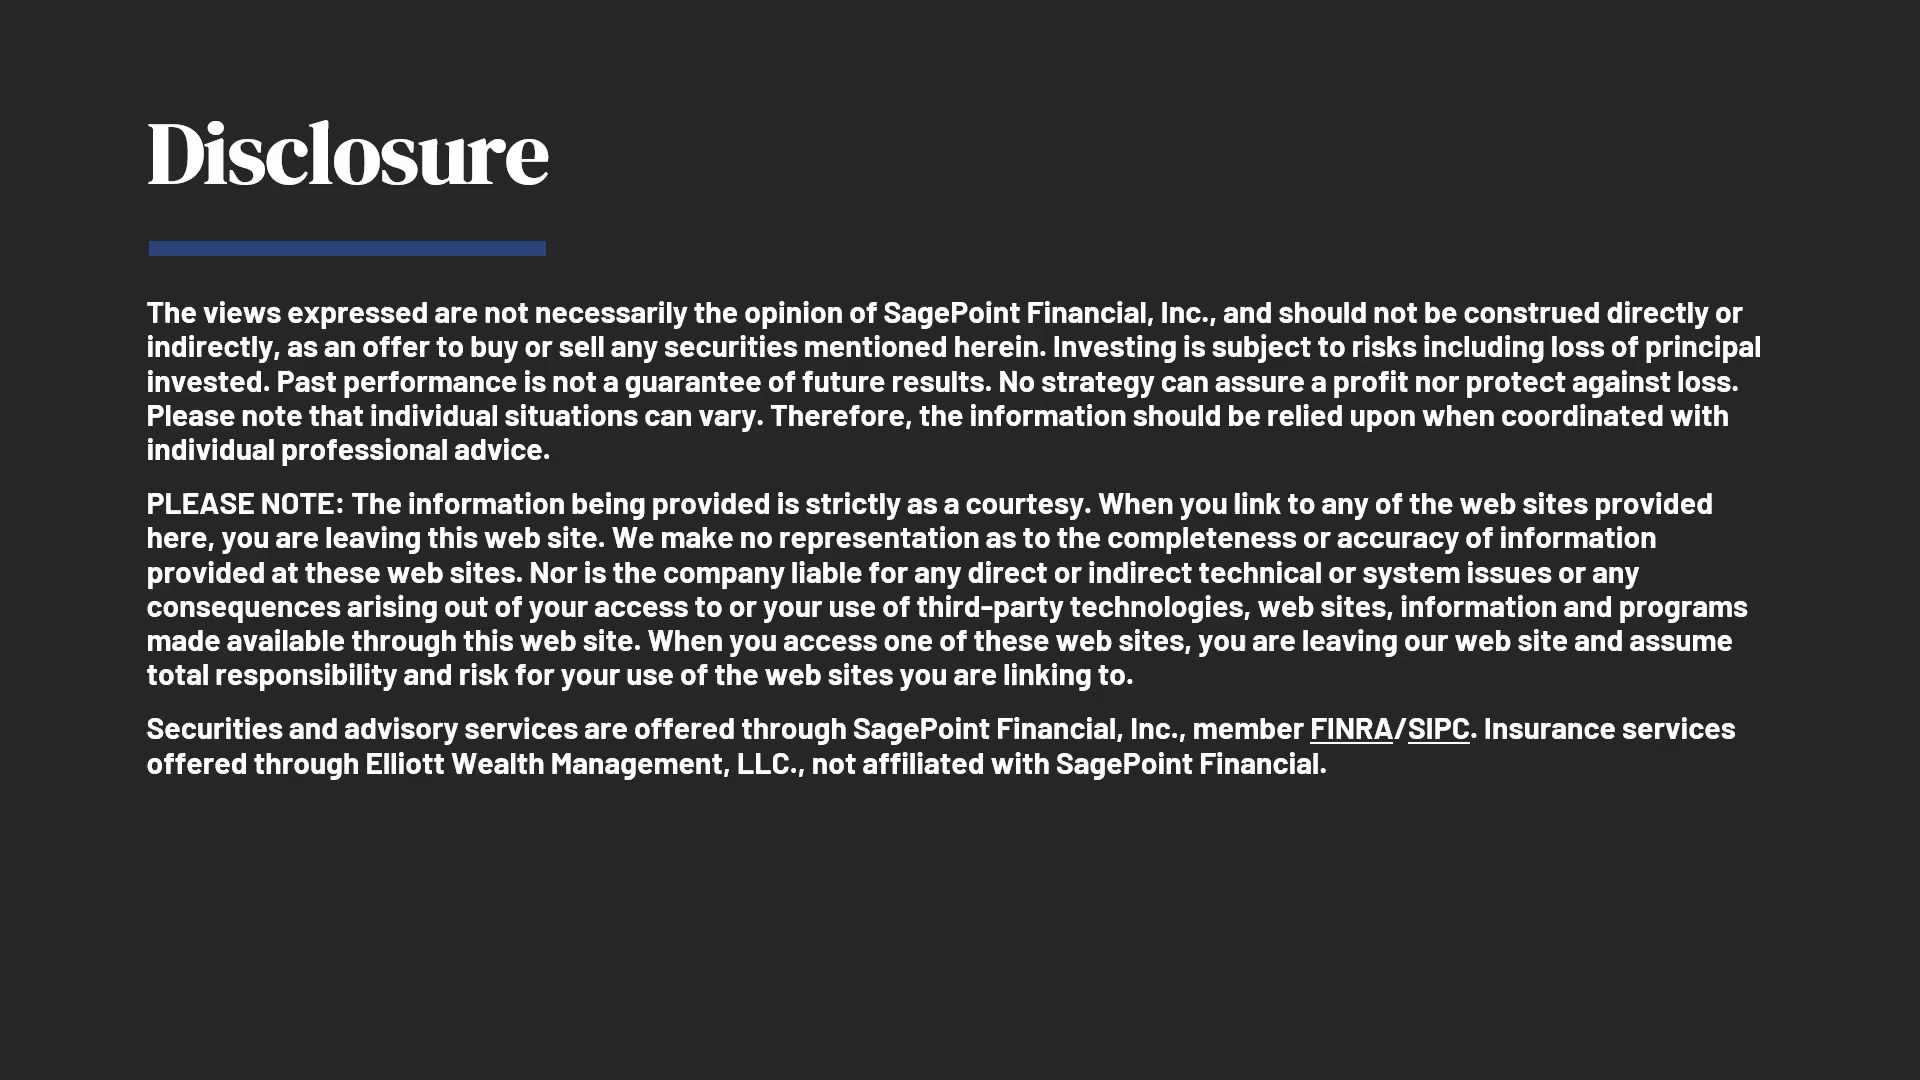 Disclosure
The views expressed are not necessarily the opinion of SagePoint Financial, Inc., and should not be construed directly or
indirectly, as an offer to buy or sell any securities mentioned herein. Investing is subject to risks including loss of principal
invested. Past performance is not a guarantee of future results. No strategy can assure a profit nor protect against loss.
Please note that individual situations can vary. Therefore, the information should be relied upon when coordinated with
individual professional advice.
PLEASE NOTE: The information being provided is strictly as a courtesy. When you link to any of the web sites provided
here, you are leaving this web site. We make no representation as to the completeness or accuracy of information
provided at these web sites. Nor is the company liable for any direct or indirect technical or system issues or any
consequences arising out of your access to or your use of third-party technologies, web sites, information and programs
made available through this web site. When you access one of these web sites, you are leaving our web site and assume
total responsibility and risk for your use of the web sites you are linking to.
Securities and advisory services are offered through SagePoint Financial, Inc., member FINRA/SIPC. Insurance services
offered through Elliott Wealth Management, LLC., not affiliated with SagePoint Financial.